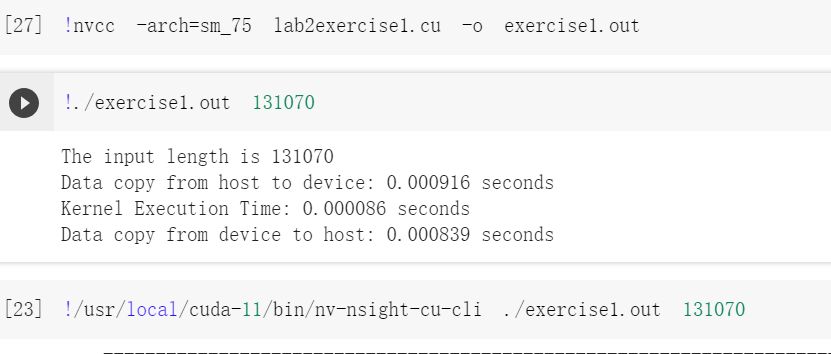 [27] !nvcc -arch=sm_75 lab2exercise1.cu -o exercise1.out
!./exercise1.out 131070
The input length is 131070
Data copy from host to device: 0.000916 seconds
Kernel Execution Time: 0.000086 seconds
Data copy from device to host: 0.000839 seconds
[23] !/usr/local/cuda-11/bin/nv-nsight-cu-cli ./exercise1.out 131070